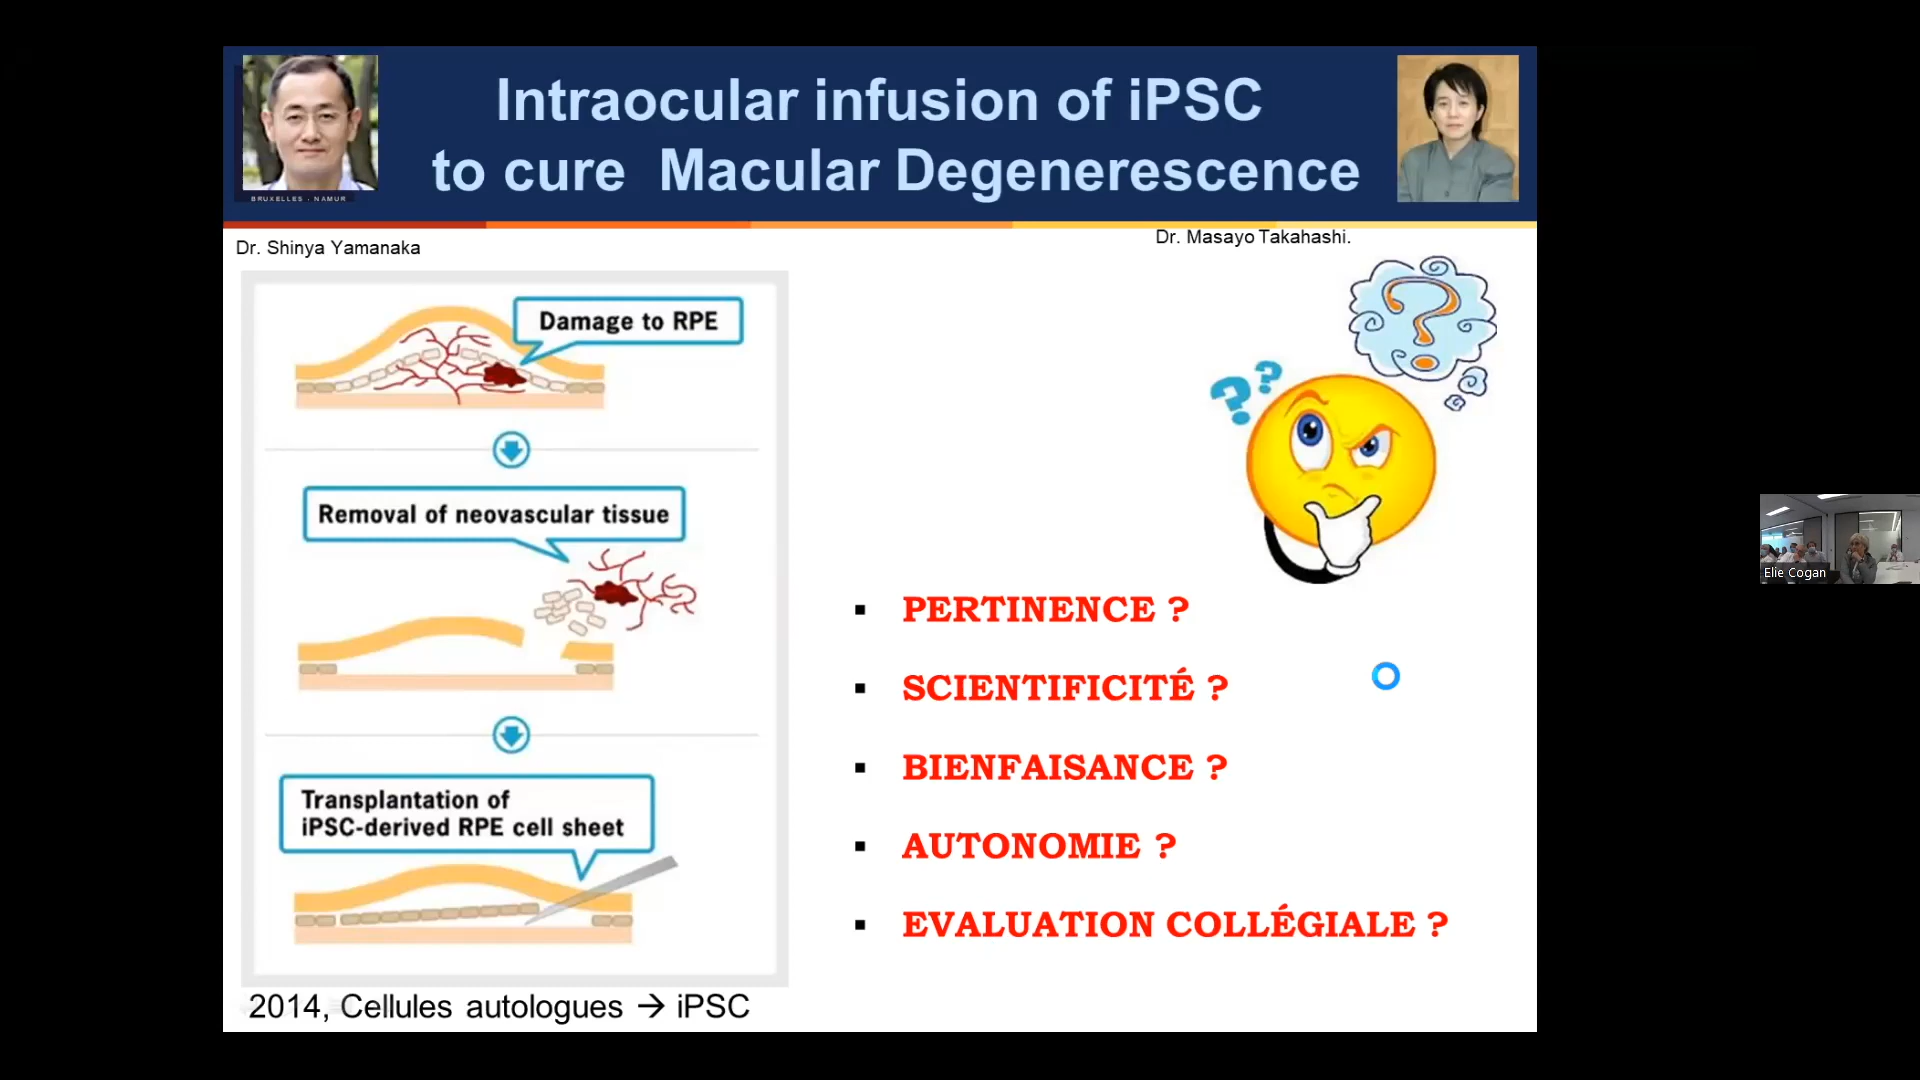 Intraocular infusion of iPSC
to cure Macular Degenerescence
BRUXELLES - NAMUR
Dr. Shinya Yamanaka
Dr. Masayo Takahashi.
Damage to RPE
Removal of neovascular tissue
Transplantation of
iPSC-derived RPE cell sheet
2014, Cellules autologues → iPSC
? ?
?
▪ PERTINENCE ?
▪ SCIENTIFICITÉ ?
▪ BIENFAISANCE ?
▪ AUTONOMIE ?
▪ EVALUATION COLLÉGIALE ?
Elie Cogan